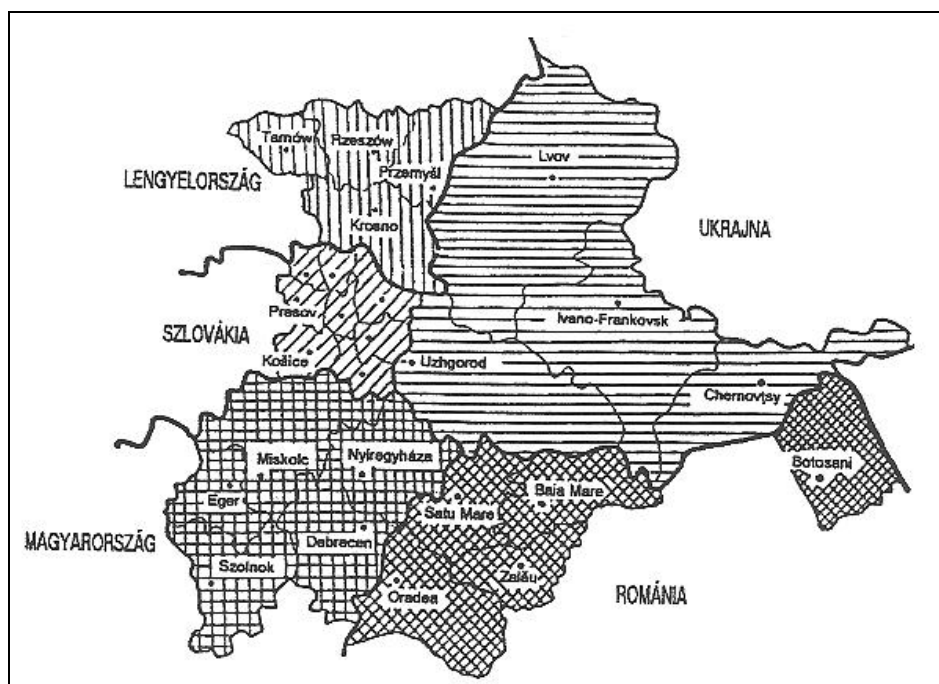 Tarnów
Rzeszów
Przemyśl
Lvov
LENGYELORSZÁG
Krosno
UKRAJNA
Presov
Ivano-Frankovsk
SZLOVÁKIA
Košice
Uzhgorod
Chernovtsy
Miskolc
Nyíregyháza
Botosani
Eger
Baia Mare
Satu Mare
MAGYARORSZÁG
Debrecen
Szolnok
Zalău
Oradea
ROMÁNIA